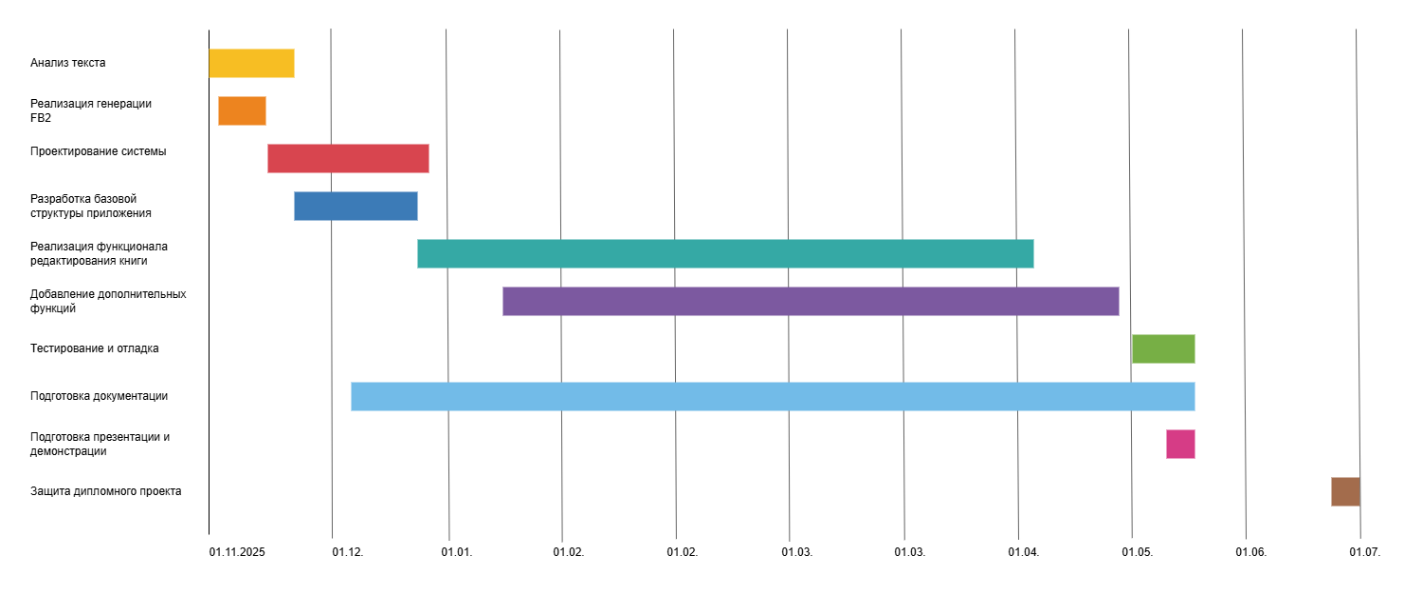 Анализ текста
Реализация генерации
FB2
Проектирование системы
Разработка базовой
структуры приложения
Реализация функционала
редактирования книги
Добавление дополнительных
функций
Тестирование и отладка
Подготовка документации
Подготовка презентации и
демонстрации
Защита дипломного проекта
01.11.2025 01.12. 01.01. 01.02. 01.02. 01.03. 01.03. 01.04. 01.05. 01.06. 01.07.